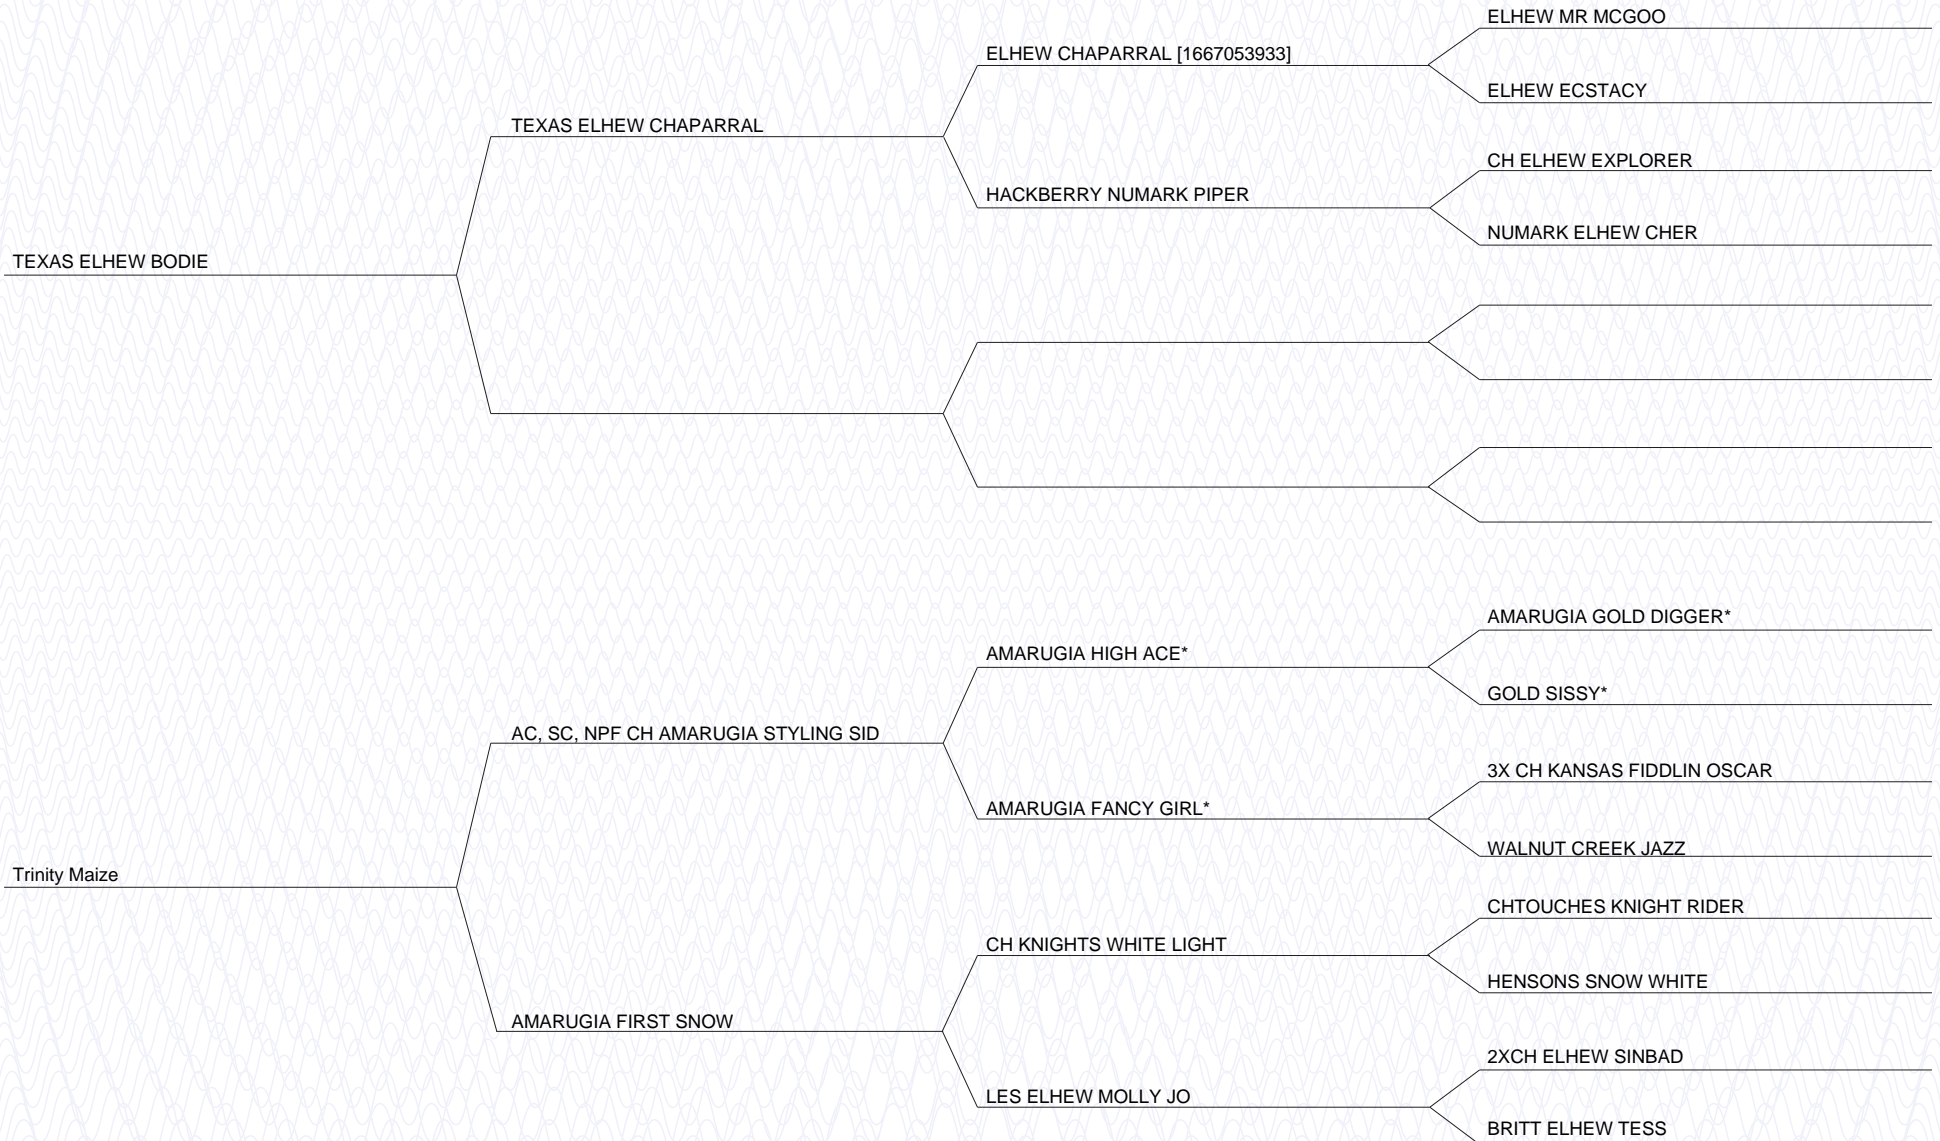 ELHEW MR MCGOO
ELHEW CHAPARRAL [1667053933]
ELHEW ECSTACY
TEXAS ELHEW CHAPARRAL
CH ELHEW EXPLORER
HACKBERRY NUMARK PIPER
NUMARK ELHEW CHER
TEXAS ELHEW BODIE
AMARUGIA GOLD DIGGER*
AMARUGIA HIGH ACE*
GOLD SISSY*
AC, SC, NPF CH AMARUGIA STYLING SID
3X CH KANSAS FIDDLIN OSCAR
AMARUGIA FANCY GIRL*
WALNUT CREEK JAZZ
Trinity Maize
CHTOUCHES KNIGHT RIDER
CH KNIGHTS WHITE LIGHT
HENSONS SNOW WHITE
AMARUGIA FIRST SNOW
2XCH ELHEW SINBAD
LES ELHEW MOLLY JO
BRITT ELHEW TESS